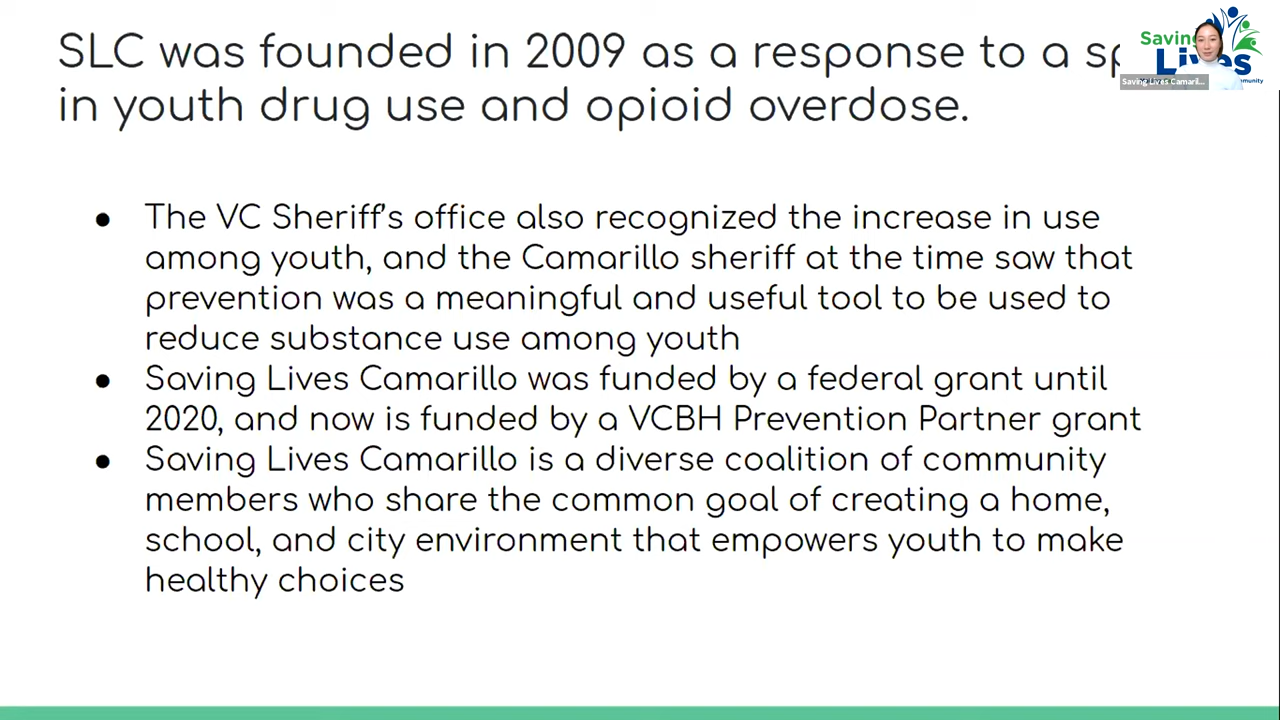 SLC was founded in 2009 as a response to a
in youth drug use and opioid overdose.
Saving
Lives
Saving Lives Camaril...
● The VC Sheriff's office also recognized the increase in use
among youth, and the Camarillo sheriff at the time saw that
prevention was a meaningful and useful tool to be used to
reduce substance use among youth
● Saving Lives Camarillo was funded by a federal grant until
2020, and now is funded by a VCBH Prevention Partner grant
● Saving Lives Camarillo is a diverse coalition of community
members who share the common goal of creating a home,
school, and city environment that empowers youth to make
healthy choices